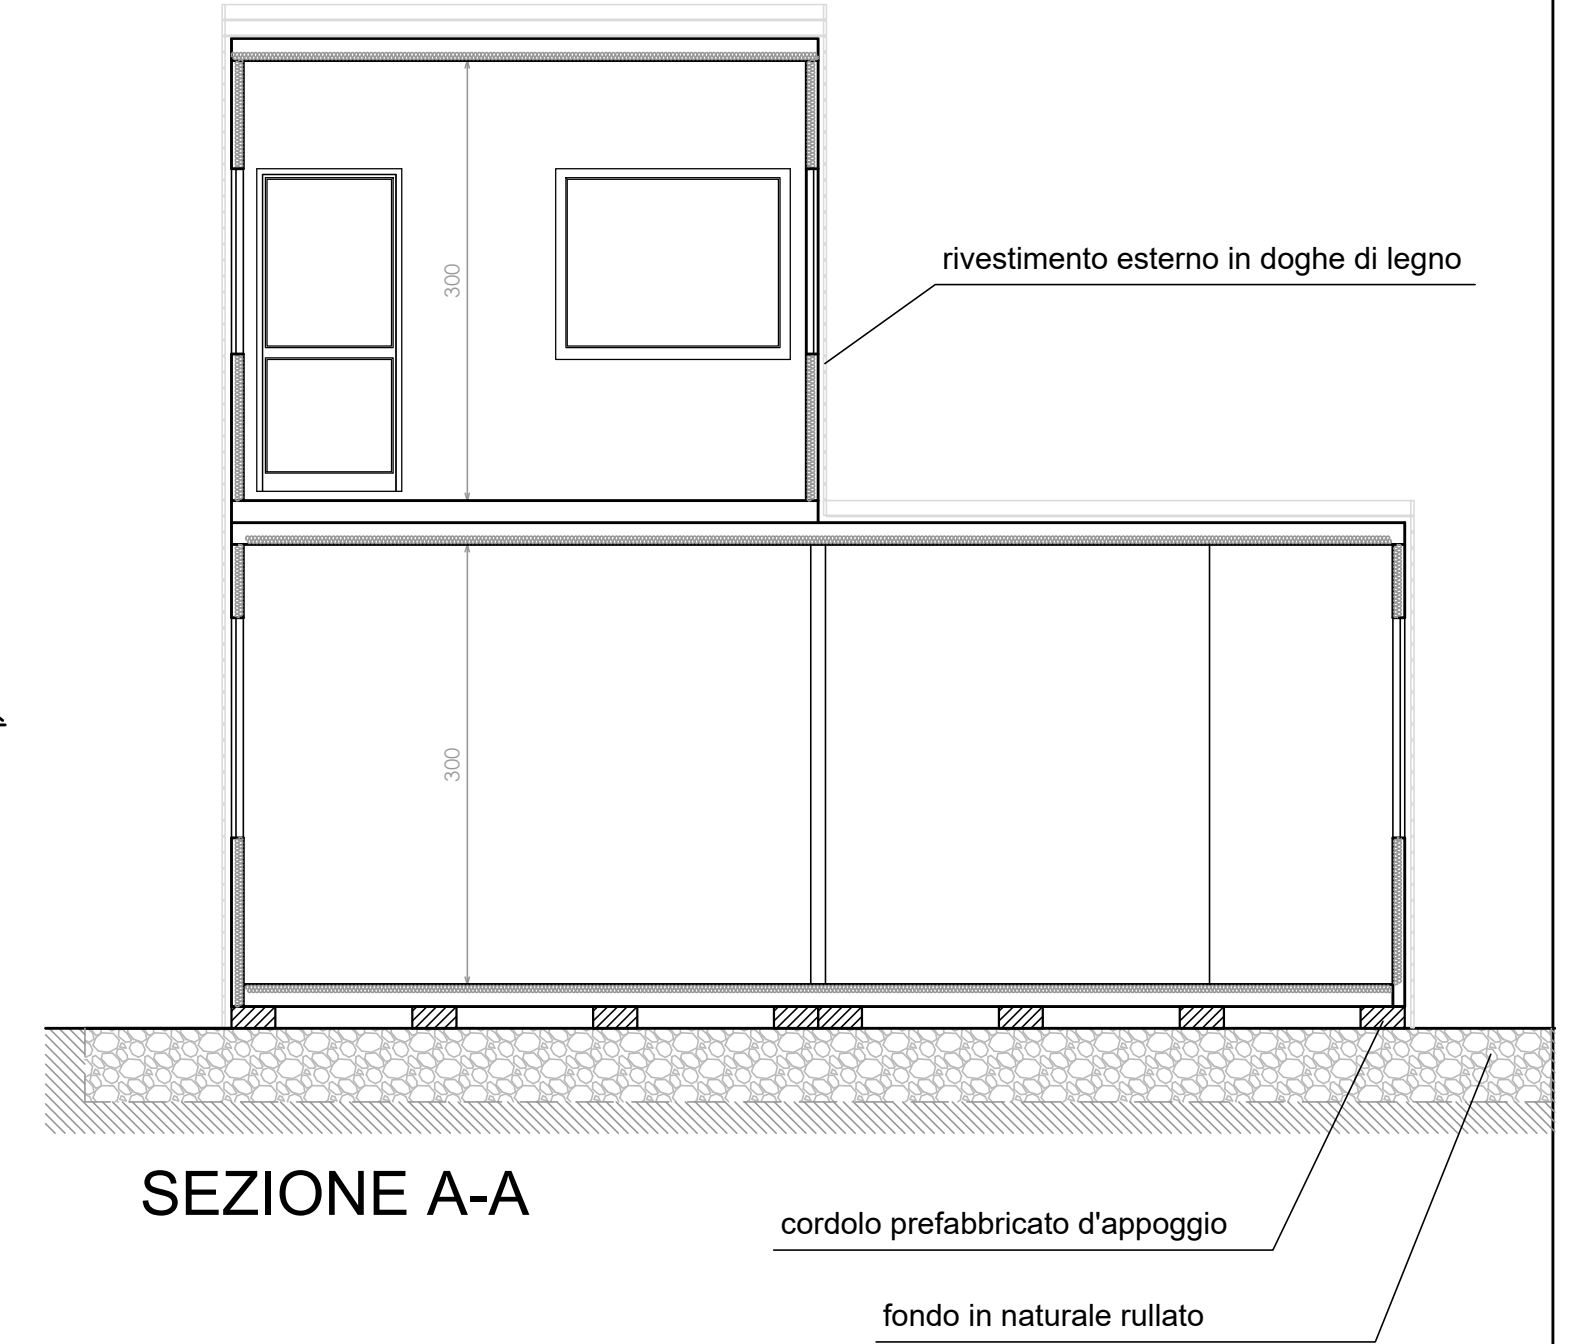 300
rivestimento esterno in doghe di legno
300
SEZIONE A-A
cordolo prefabbricato d'appoggio
fondo in naturale rullato